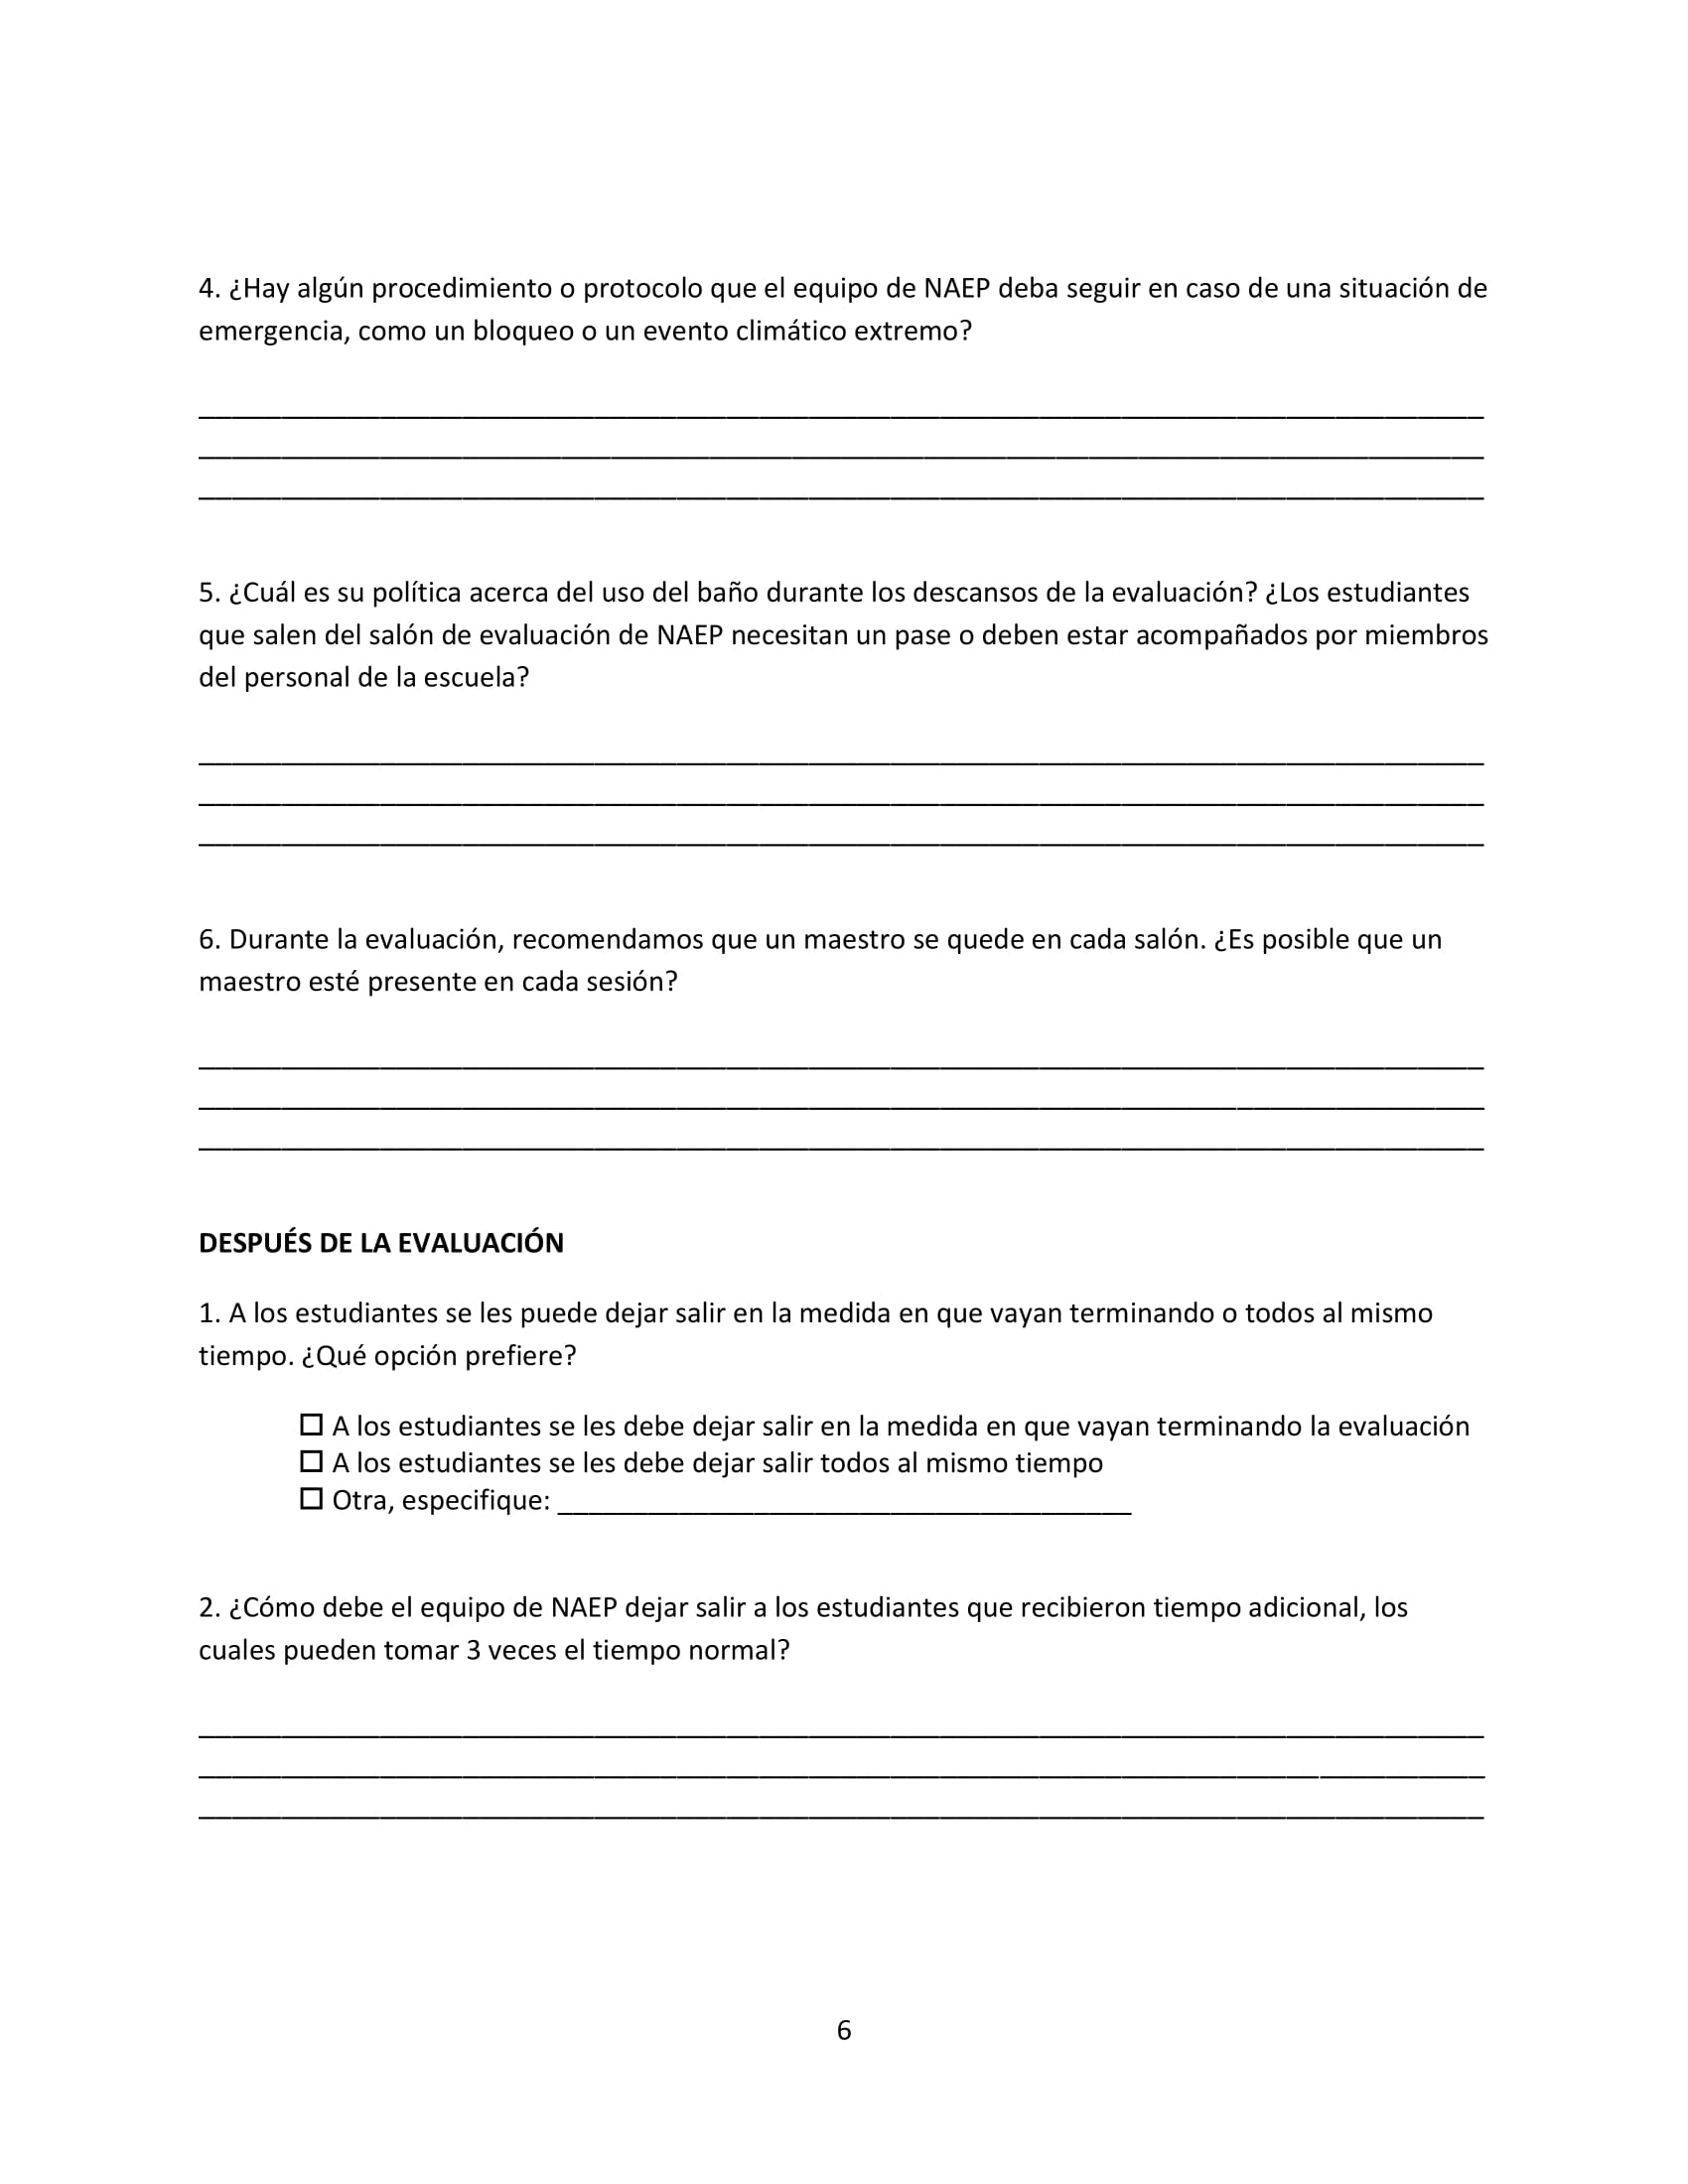 4. ¿Hay algún procedimiento o protocolo que el equipo de NAEP deba seguir en caso de una situación de
emergencia, como un bloqueo o un evento climático extremo?
5. ¿Cuál es su política acerca del uso del baño durante los descansos de la evaluación? ¿Los estudiantes
que salen del salón de evaluación de NAEP necesitan un pase o deben estar acompañados por miembros
del personal de la escuela?
6. Durante la evaluación, recomendamos que un maestro se quede en cada salón. ¿Es posible que un
maestro esté presente en cada sesión?
DESPUÉS DE LA EVALUACIÓN
1. A los estudiantes se les puede dejar salir en la medida en que vayan terminando o todos al mismo
tiempo. ¿Qué opción prefiere?
☐ A los estudiantes se les debe dejar salir en la medida en que vayan terminando la evaluación
☐ A los estudiantes se les debe dejar salir todos al mismo tiempo
☐ Otra, especifique: ______________________________________
2. ¿Cómo debe el equipo de NAEP dejar salir a los estudiantes que recibieron tiempo adicional, los
cuales pueden tomar 3 veces el tiempo normal?
6